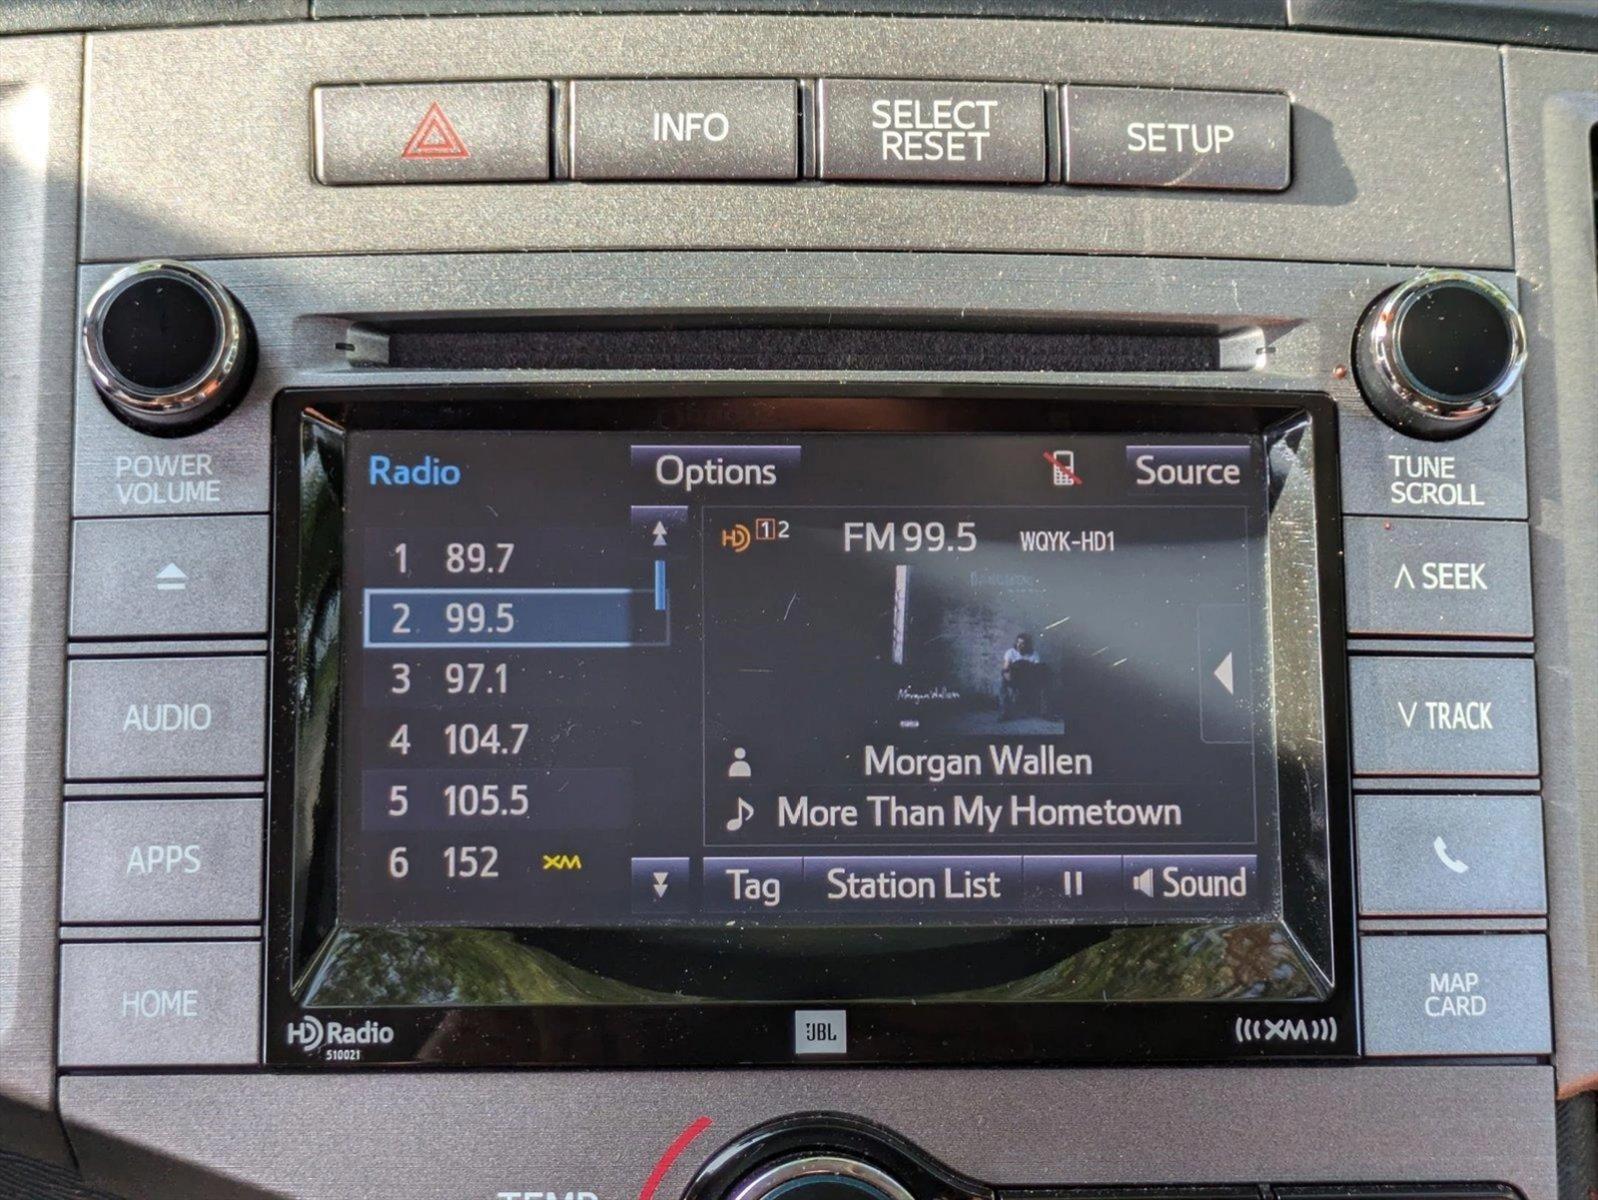 INFO
SELECT
RESET
SETUP
POWER
VOLUME
TUNE
SCROLL
Radio
Options
Source
1 89.7
2 99.5
3 97.1
4 104.7
5 105.5
6 152 XM
HD 1 2
FM 99.5
WQYK-HD1
Morgan Wallen
Morgan Wallen
More Than My Hometown
Tag
Station List
Sound
AUDIO
APPS
HOME
∧ SEEK
∨ TRACK
MAP
CARD
HD Radio
510021
JBL
(((XM)))
TEMP